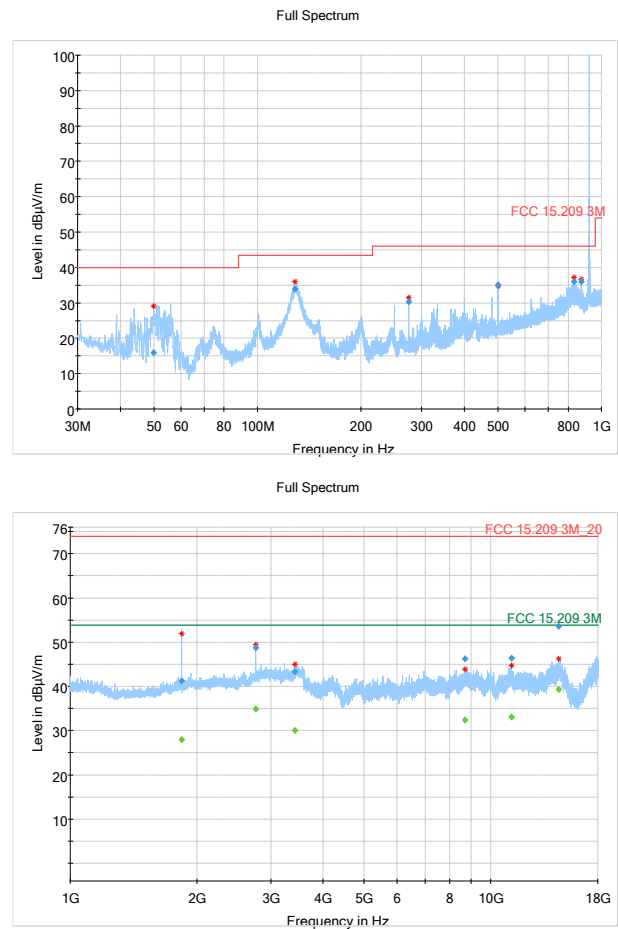 Full Spectrum
100
90
80
70
60
50
40
30
20
10
0
Level in dBµV/m
FCC 15.209 3M
30M 50 60 80 100M 200 300 400 500 800 1G
Frequency in Hz
Full Spectrum
76
70
60
50
40
30
20
10
Level in dBµV/m
FCC 15.209 3M_20
FCC 15.209 3M
1G 2G 3G 4G 5G 6 8 10G 18G
Frequency in Hz